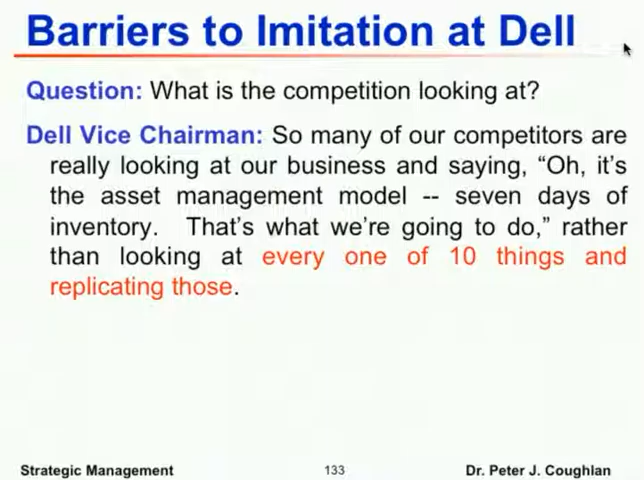 Barriers to Imitation at Dell
Question: What is the competition looking at?
Dell Vice Chairman: So many of our competitors are
really looking at our business and saying, “Oh, it’s
the asset management model -- seven days of
inventory. That’s what we’re going to do,” rather
than looking at every one of 10 things and
replicating those.
Strategic Management 133 Dr. Peter J. Coughlan